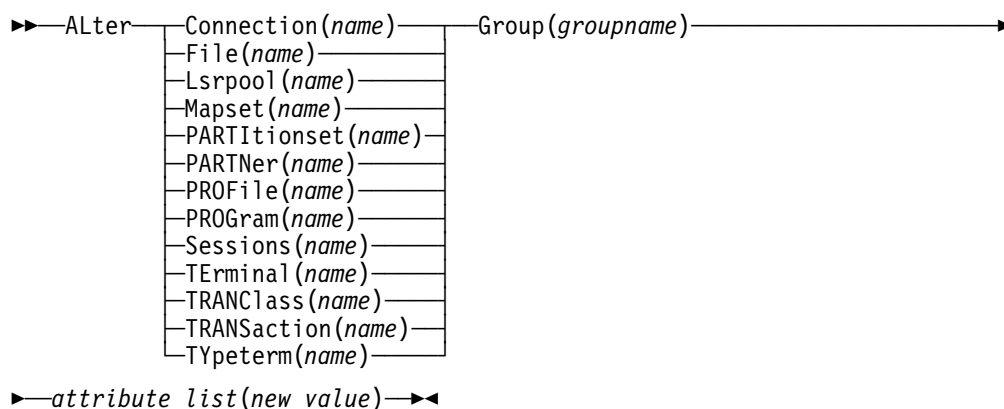 ALter Connection(name) Group(groupname)
File(name)
Lsrpool(name)
Mapset(name)
PARTItionset(name)
PARTNer(name)
PROFile(name)
PROGram(name)
Sessions(name)
TErminal(name)
TRANClass(name)
TRANSaction(name)
TYpeterm(name)
attribute list(new value)